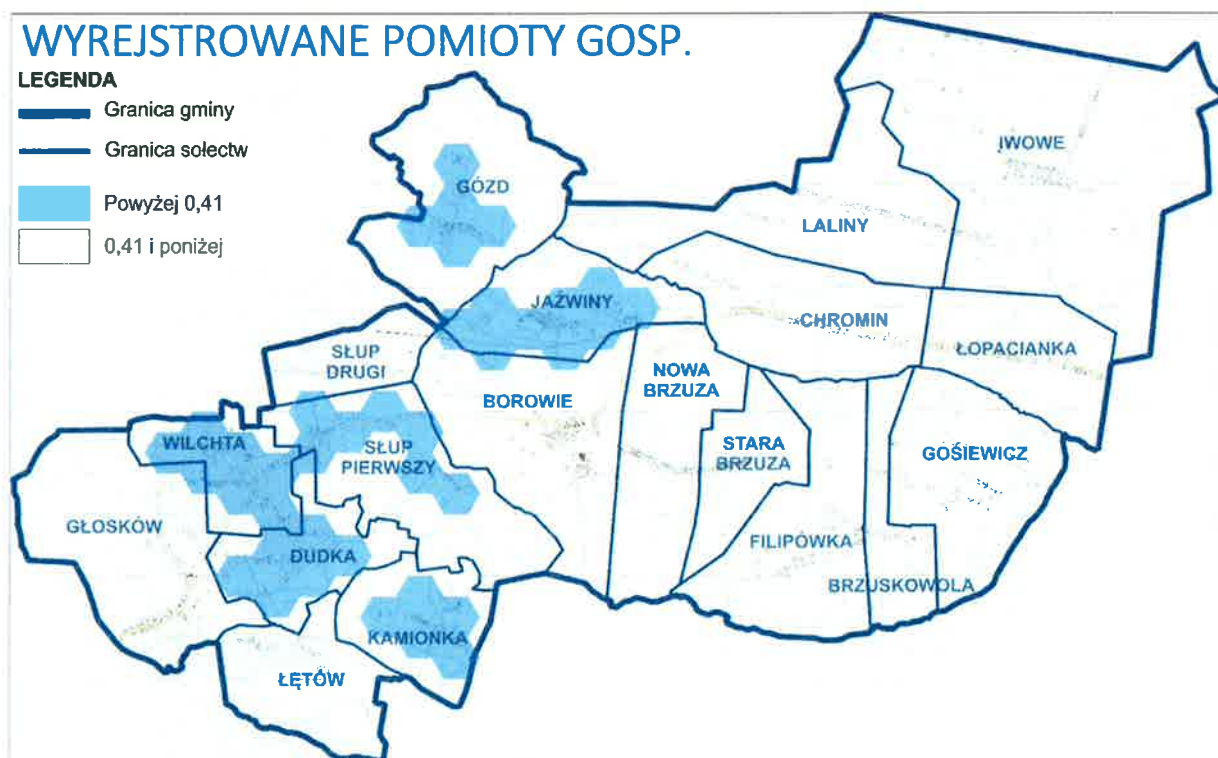 WYREJSTROWANE POMIOTY GOSP.
LEGENDA
Granica gminy
Granica sołectw
Powyżej 0,41
0,41 i poniżej
IWOWE
GÓZD
LALINY
JAŹWINY
CHROMIN
ŁOPACIANKA
SŁUP
DRUGI
NOWA
BRZUZA
BOROWIE
WILCHTA
SŁUP
PIERWSZY
STARA
BRZUZA
GOŚIEWICZ
GŁOSKÓW
DUDKA
FILIPÓWKA
BRZUSKOWOLA
KAMIONKA
ŁĘTÓW